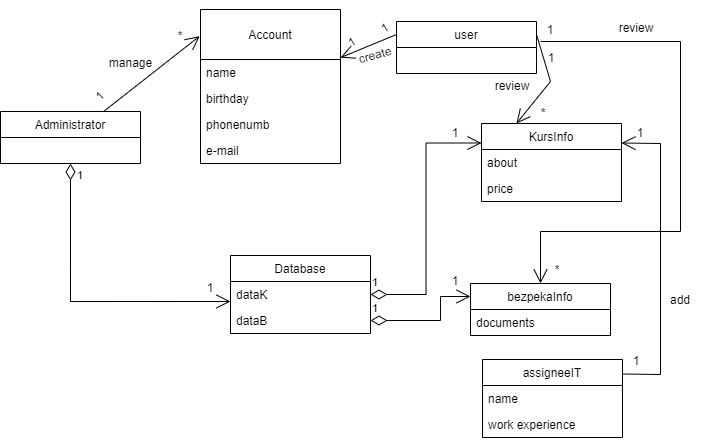 Account
name
birthday
phonenumb
e-mail
user
1
1
create
1
review
1
review
*
*
manage
1
Administrator
1
KursInfo
about
price
1
1
Database
dataK
dataB
1
1
1
1
*
bezpekaInfo
documents
add
assigneeIT
name
work experience
1